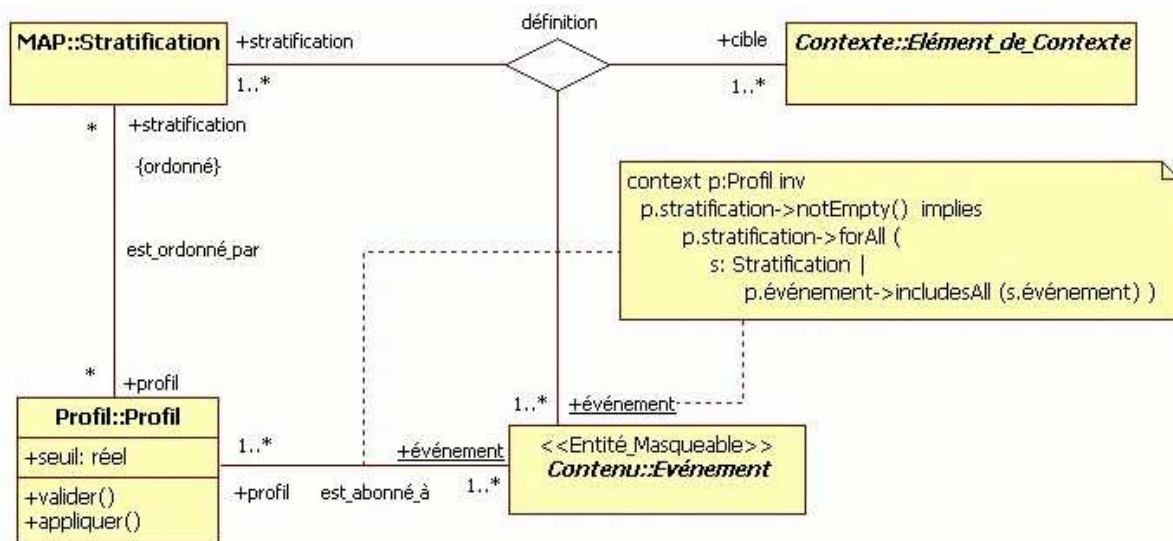 définition
MAP::Stratification
+stratification
1..*
+cible
1..*
Contexte::Elément_de_Contexte
*
+stratification
{ordonné}
est_ordonné_par
context p:Profil inv
p.stratification->notEmpty() implies
p.stratification->forAll (
s: Stratification |
p.événement->includesAll (s.événement) )
*
+profil
1..*
+événement
Profil::Profil
+seuil: réel
+valider()
+appliquer()
1..*
+profil
est_abonné_à
+événement
1..*
<<Entité_Masqueable>>
Contenu::Evénement